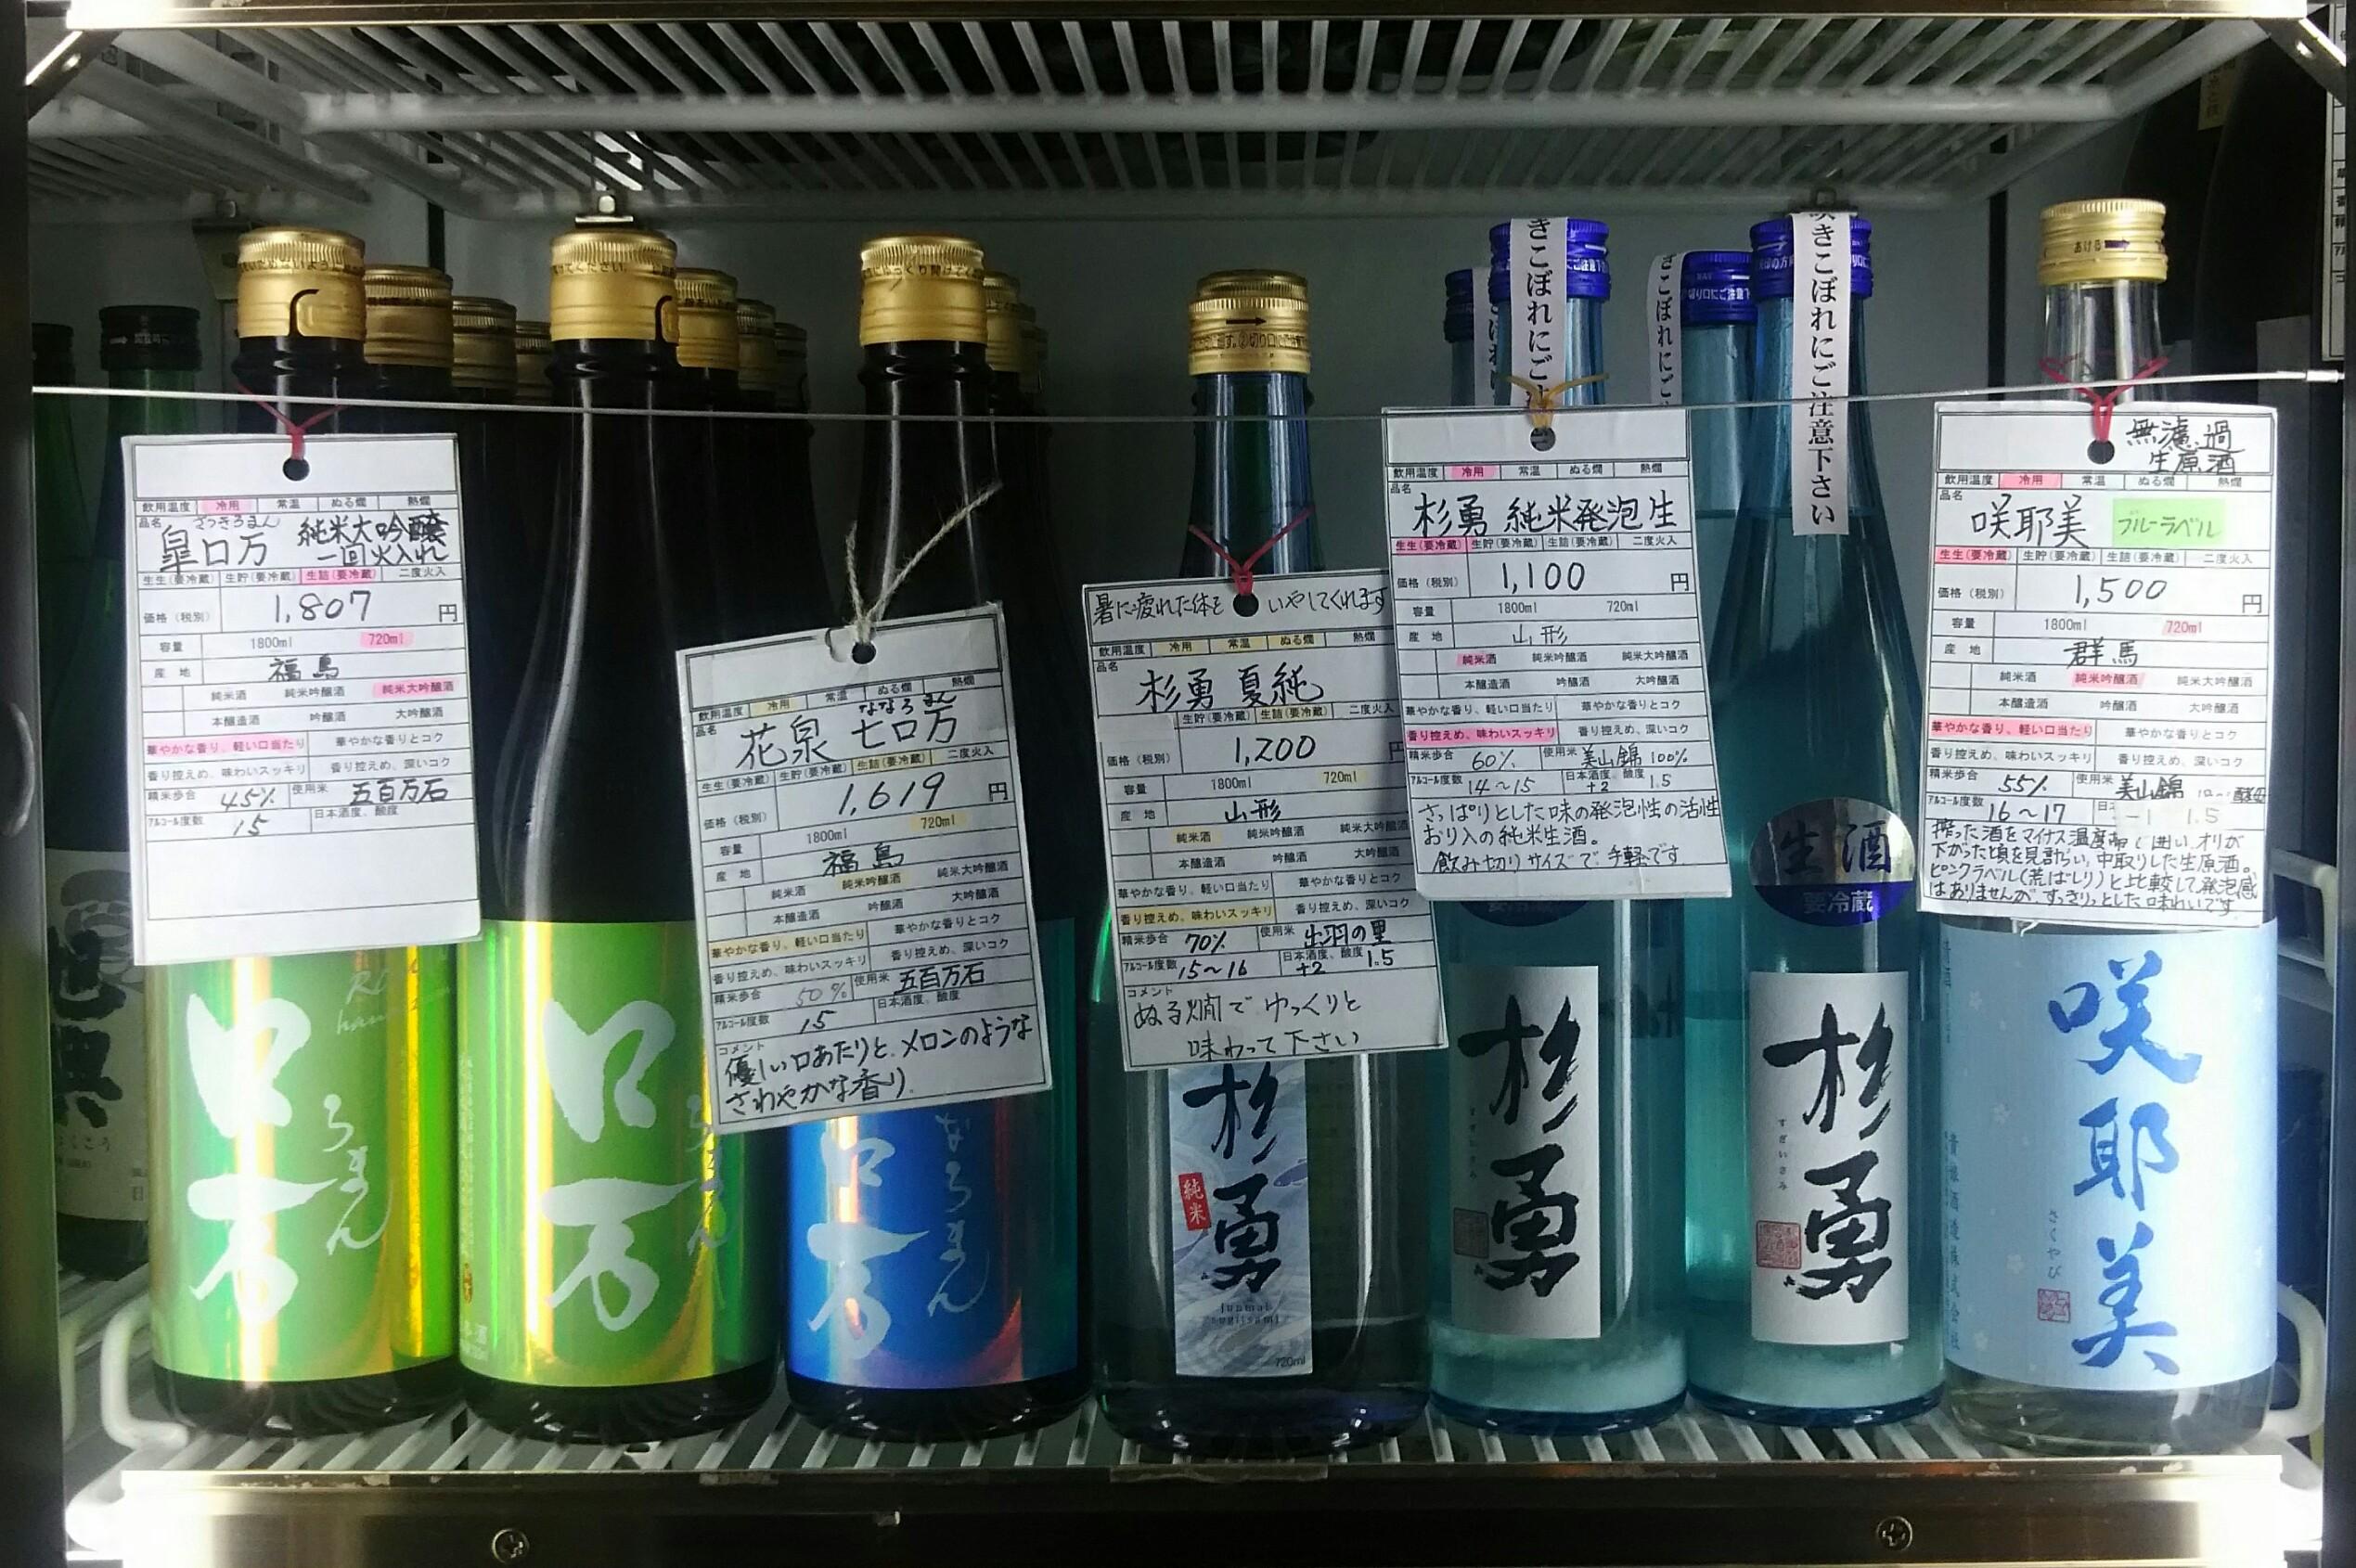 飲用温度 冷用 常温 ぬる燗 熱燗
品名 さつきろまん
皐ロ万 純米大吟醸
一回火入れ
生生(要冷蔵) 生貯(要冷蔵) 生詰(要冷蔵) 二度火入
価格(税別) 1,807 円
容量 1800ml 720ml
産地 福島
純米酒 純米吟醸酒 純米大吟醸酒
本醸造酒 吟醸酒 大吟醸酒
華やかな香り、軽い口当たり 華やかな香りとコク
香り控えめ、味わいスッキリ 香り控えめ、深いコク
精米歩合 45% 使用米 五百万石
アルコール度数 15 日本酒度、酸度
ロ万
ろまん
ロ万
ろまん
飲用温度 冷用 常温 ぬる燗 熱燗
品名 ななろまん
花泉 七ロ万
生生(要冷蔵) 生貯(要冷蔵) 生詰(要冷蔵) 二度火入
価格(税別) 1,619 円
容量 1800ml 720ml
産地 福島
純米酒 純米吟醸酒
本醸造酒 吟醸酒 大吟醸酒
華やかな香り、軽い口当たり 華やかな香りとコク
香り控えめ、味わいスッキリ 香り控えめ、深いコク
精米歩合 50% 使用米 五百万石
アルコール度数 15 日本酒度、酸度
コメント
優しい口あたりと、メロンのような
さわやかな香り
ロ万
なろまん
暑に疲れた体を いやしてくれます
飲用温度 冷用 常温 ぬる燗 熱燗
品名
杉勇 夏純
生貯(要冷蔵) 生詰(要冷蔵) 二度火入
価格(税別) 1,200 円
容量 1800ml 720ml
産地 山形
純米酒 純米吟醸酒 純米大吟醸
本醸造酒 吟醸酒 大吟醸酒
華やかな香り、軽い口当たり 華やかな香りとコク
香り控えめ、味わいスッキリ 香り控えめ、深いコク
精米歩合 70% 使用米 出羽の里
アルコール度数 15~16 日本酒度、酸度 +2 1.5
コメント
ぬる燗で ゆっくりと
味わって下さい
杉勇
純米
junmai
sugiisami
720ml
きこぼれにご注
飲用温度 冷用 常温 ぬる燗 熱燗
品名
杉勇 純米発泡生
生生(要冷蔵) 生貯(要冷蔵) 生詰(要冷蔵) 二度火入
価格(税別) 1,100 円
容量 1800ml 720ml
産地 山形
純米酒 純米吟醸酒 純米大吟醸酒
本醸造酒 吟醸酒 大吟醸酒
華やかな香り、軽い口当たり 華やかな香りとコク
香り控えめ、味わいスッキリ 香り控えめ、深いコク
精米歩合 60% 使用米 美山錦100%
アルコール度数 14~15 日本酒度、酸度 +2 1.5
さっぱりとした味の発泡性の活性
おり入の純米生酒。
飲み切りサイズで、手軽です
杉勇
きこぼれにご注意下さい
生酒
要冷蔵
杉勇
すぎいさみ
あける
無濾過
生原酒
飲用温度 冷用 常温 ぬる燗 熱燗
品名
咲耶美 ブルーラベル
生生(要冷蔵) 生貯(要冷蔵) 生詰(要冷蔵) 二度火入
価格(税別) 1,500 円
容量 1800ml 720ml
産地 群馬
純米酒 純米吟醸酒 純米大吟醸酒
本醸造酒 吟醸酒 大吟醸酒
華やかな香り、軽い口当たり 華やかな香りとコク
香り控えめ、味わいスッキリ 香り控えめ、深いコク
精米歩合 55% 使用米 美山錦
アルコール度数 16~17 -1 1.5
搾った酒をマイナス温度帯で囲い、オリが
下がった頃を見計らい、中取りした生原酒。
ピンクラベル(荒ばしり)と比較して発泡感
はありませんが、すっきりっとした味わいです
咲耶美
さくやび
貴娘酒造株式会社